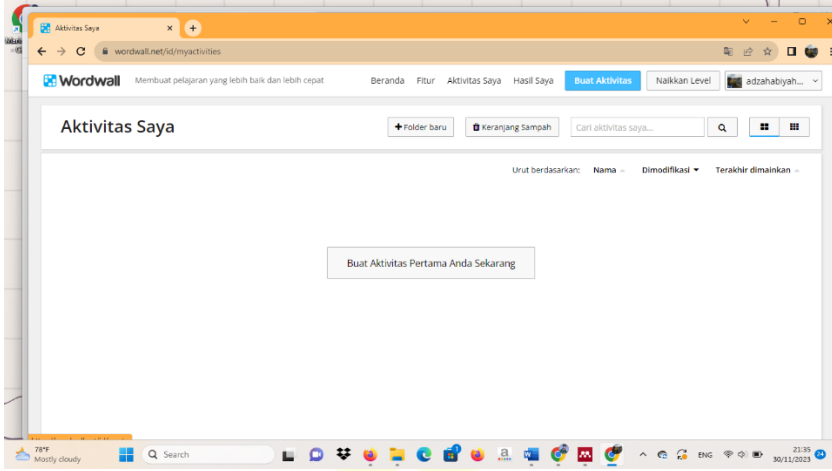 Aktivitas Saya
wordwall.net/id/myactivities
Wordwall Membuat pelajaran yang lebih baik dan lebih cepat Beranda Fitur Aktivitas Saya Hasil Saya Buat Aktivitas Naikkan Level adzahabiyah...
Aktivitas Saya Folder baru Keranjang Sampah Cari aktivitas saya...
Urut berdasarkan: Nama Dimodifikasi Terakhir dimainkan
Buat Aktivitas Pertama Anda Sekarang
78°F
Mostly cloudy
Search
ENG
21:35
30/11/2023